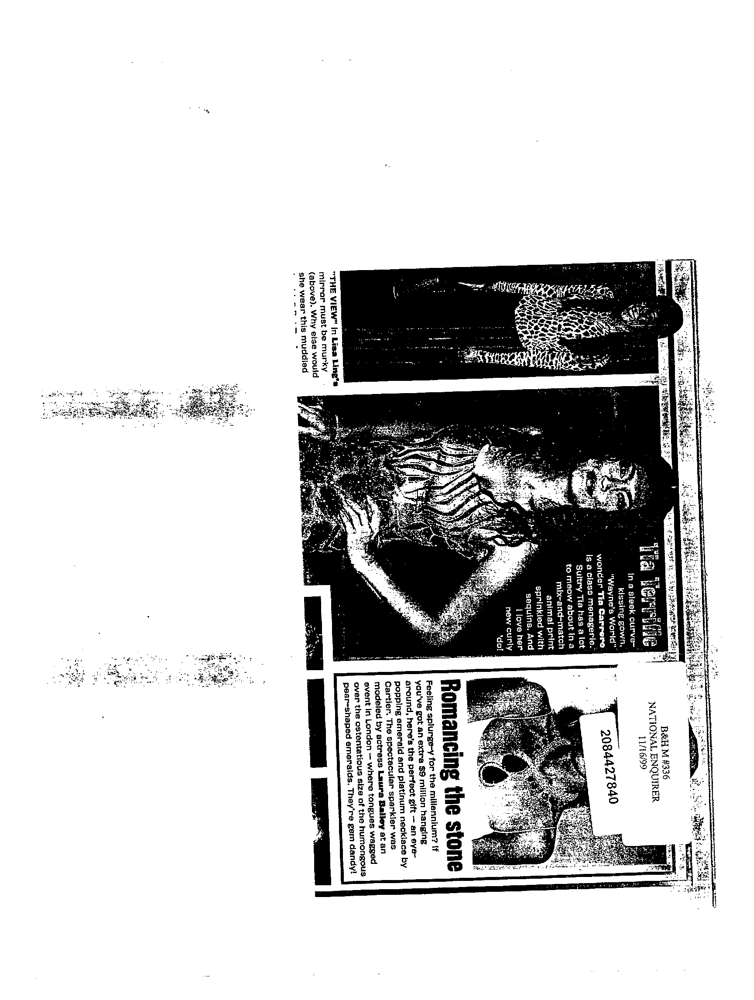 B&H M #336
NATIONAL ENQUIRER
11/16/99
2084427840
"THE VIEW" in Lisa Ling's
mirror must be murky
(above). Why else would
she wear this muddied
Tia Terrific
In a sleek curve-
kissing gown,
"Wayne's World"
wonder Tia Carrere
is a class menagerie.
Sultry Tia has a lot
to meow about in a
mix-and-match
animal print
sprinkled with
sequins. And
I love her
new curly
'do!
Romancing the stone
Feeling splurge-y for the millennium? If
you've got an extra $9 million hanging
around, here's the perfect gift — an eye-
popping emerald and platinum necklace by
Cartier. The spectacular sparkler was
modeled by actress Laura Bailey at an
event in London — where tongues wagged
over the ostentatious size of the humongous
pear-shaped emeralds. They're gem dandy!